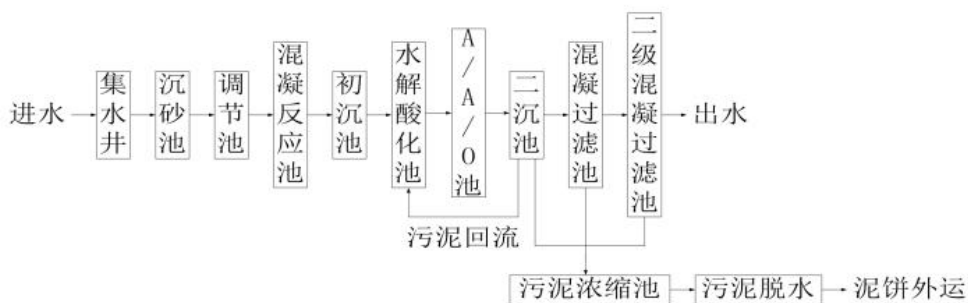 进水
集水井
沉砂池
调节池
混凝反应池
初沉池
水解酸化池
A/A/O池
二沉池
混凝过滤池
二级混凝过滤池
出水
污泥回流
污泥浓缩池
污泥脱水
泥饼外运